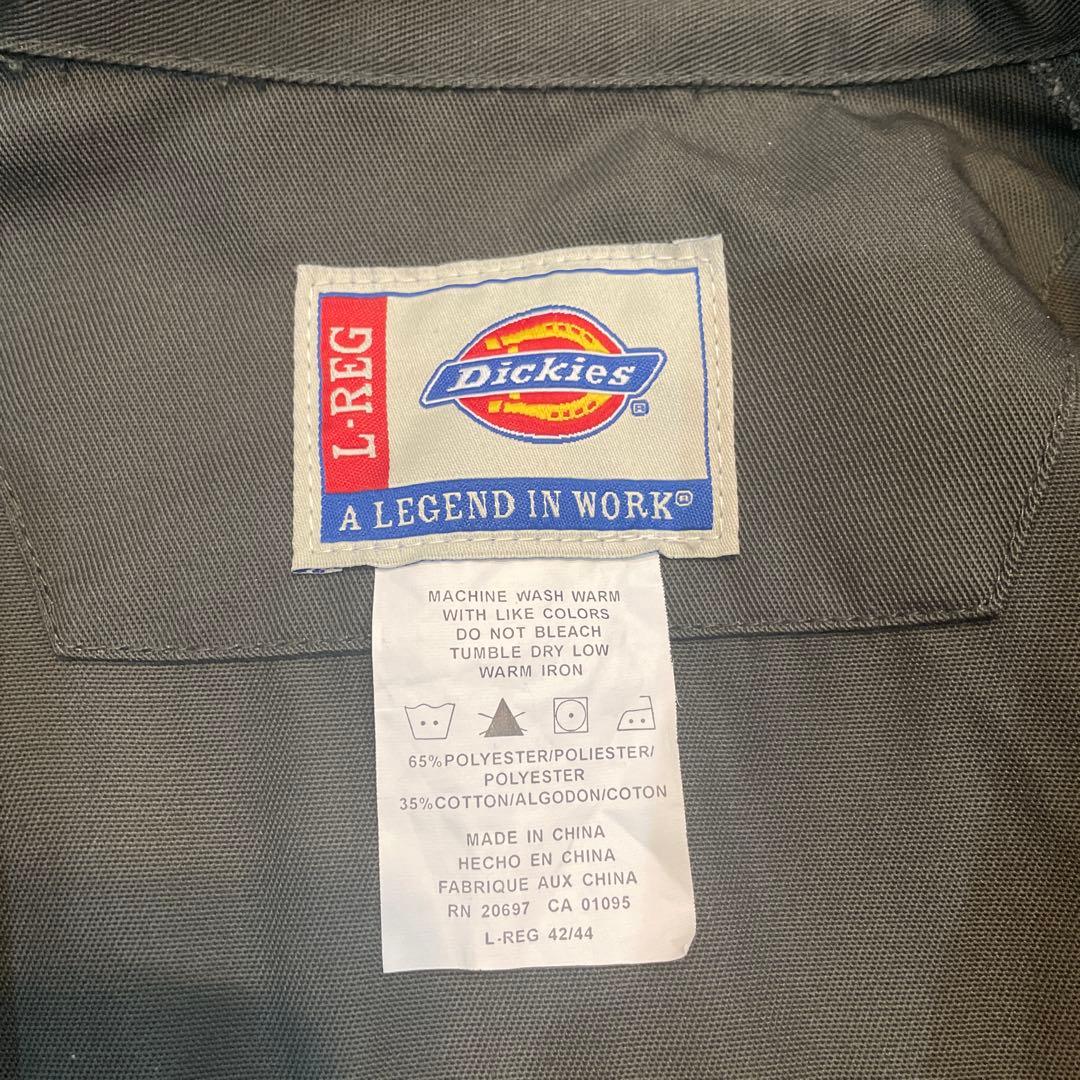 L-REG
Dickies®
A LEGEND IN WORK®
MACHINE WASH WARM
WITH LIKE COLORS
DO NOT BLEACH
TUMBLE DRY LOW
WARM IRON
65%POLYESTER/POLIESTER/
POLYESTER
35%COTTON/ALGODON/COTON
MADE IN CHINA
HECHO EN CHINA
FABRIQUE AUX CHINA
RN 20697 CA 01095
L-REG 42/44